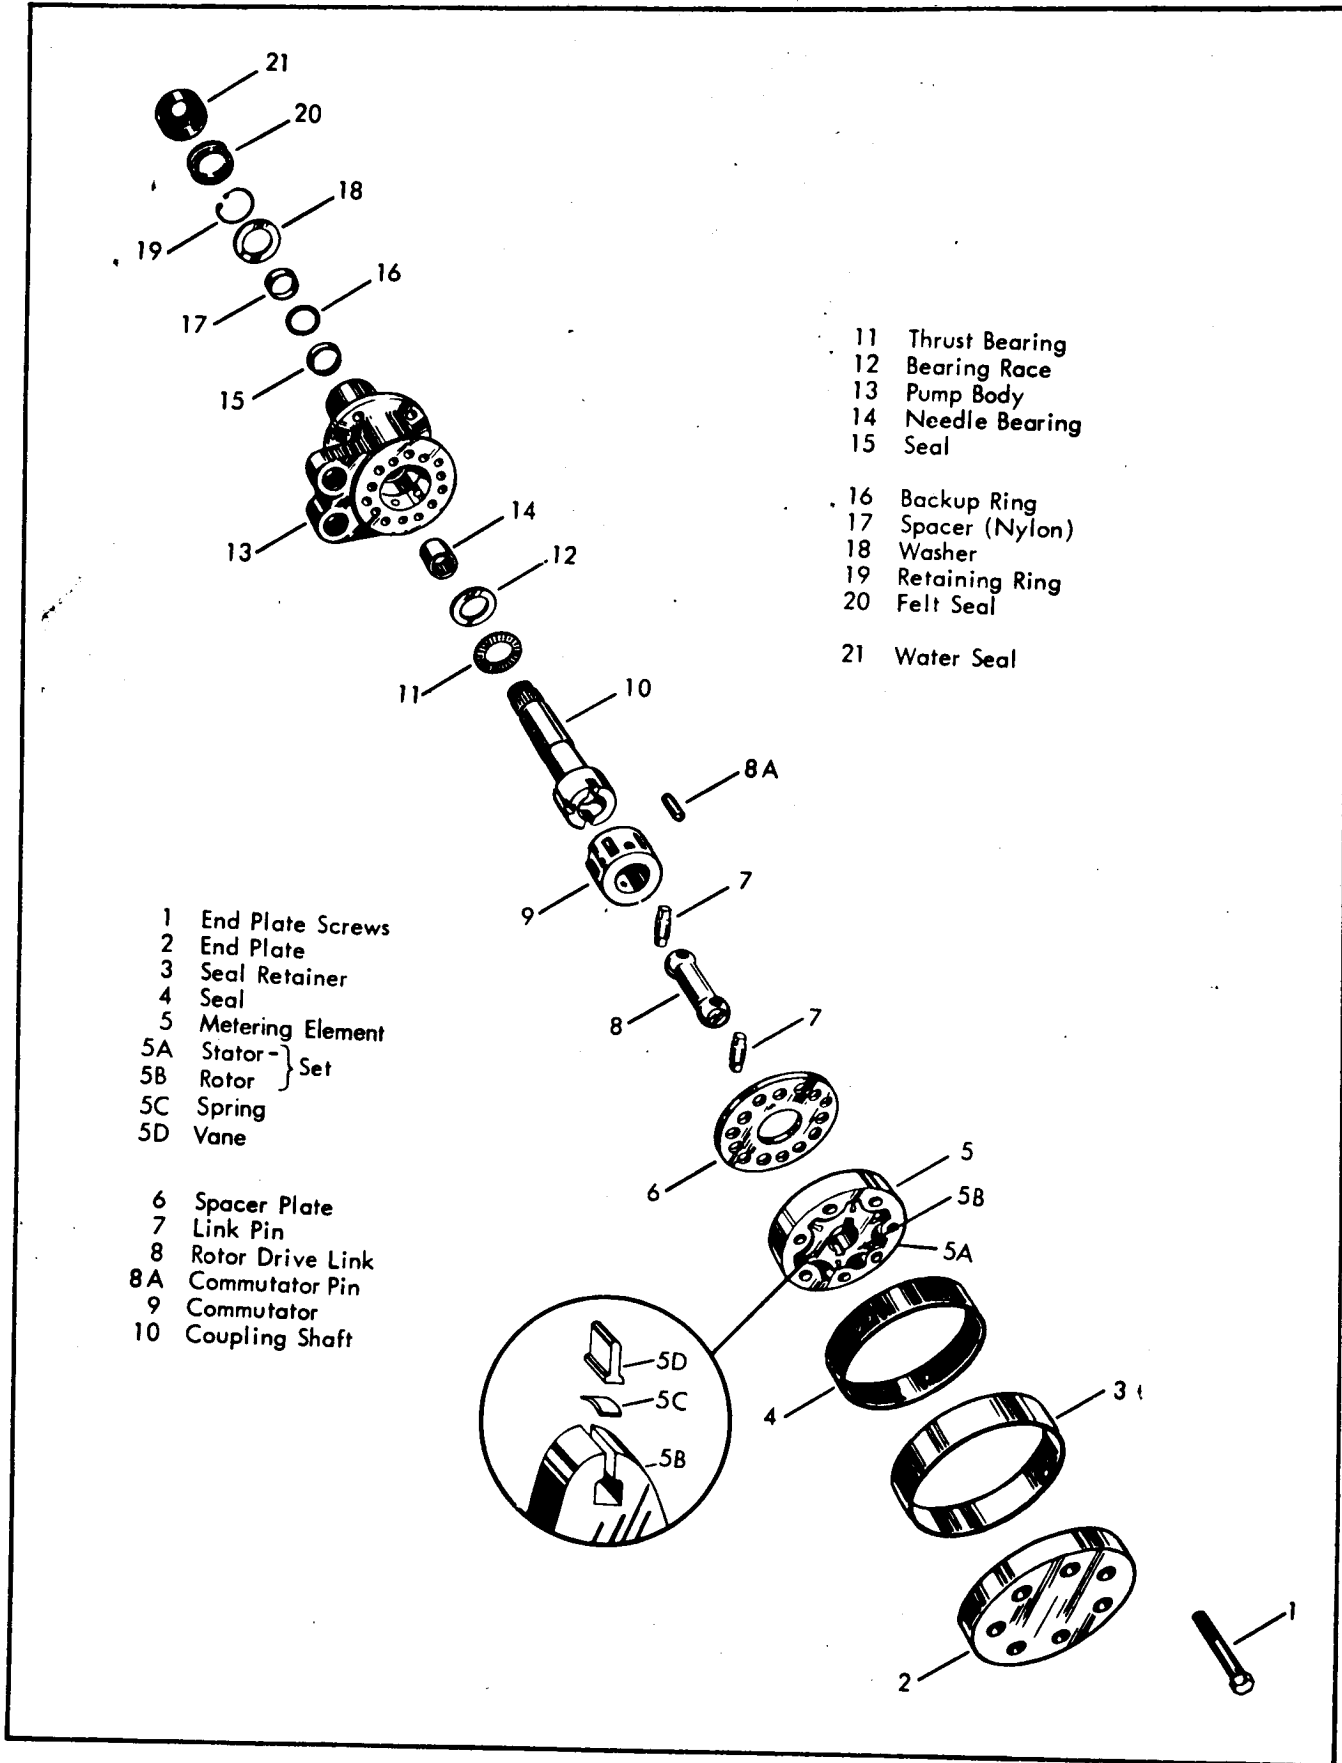 21
20
18
19
16
17
15
13
14
12
11
10
8A
9
7
8
7
6
5
5B
5A
4
3
5D
5C
5B
2
1
11 Thrust Bearing
12 Bearing Race
13 Pump Body
14 Needle Bearing
15 Seal
16 Backup Ring
17 Spacer (Nylon)
18 Washer
19 Retaining Ring
20 Felt Seal
21 Water Seal
1 End Plate Screws
2 End Plate
3 Seal Retainer
4 Seal
5 Metering Element
5A Stator - } Set
5B Rotor
5C Spring
5D Vane
6 Spacer Plate
7 Link Pin
8 Rotor Drive Link
8A Commutator Pin
9 Commutator
10 Coupling Shaft